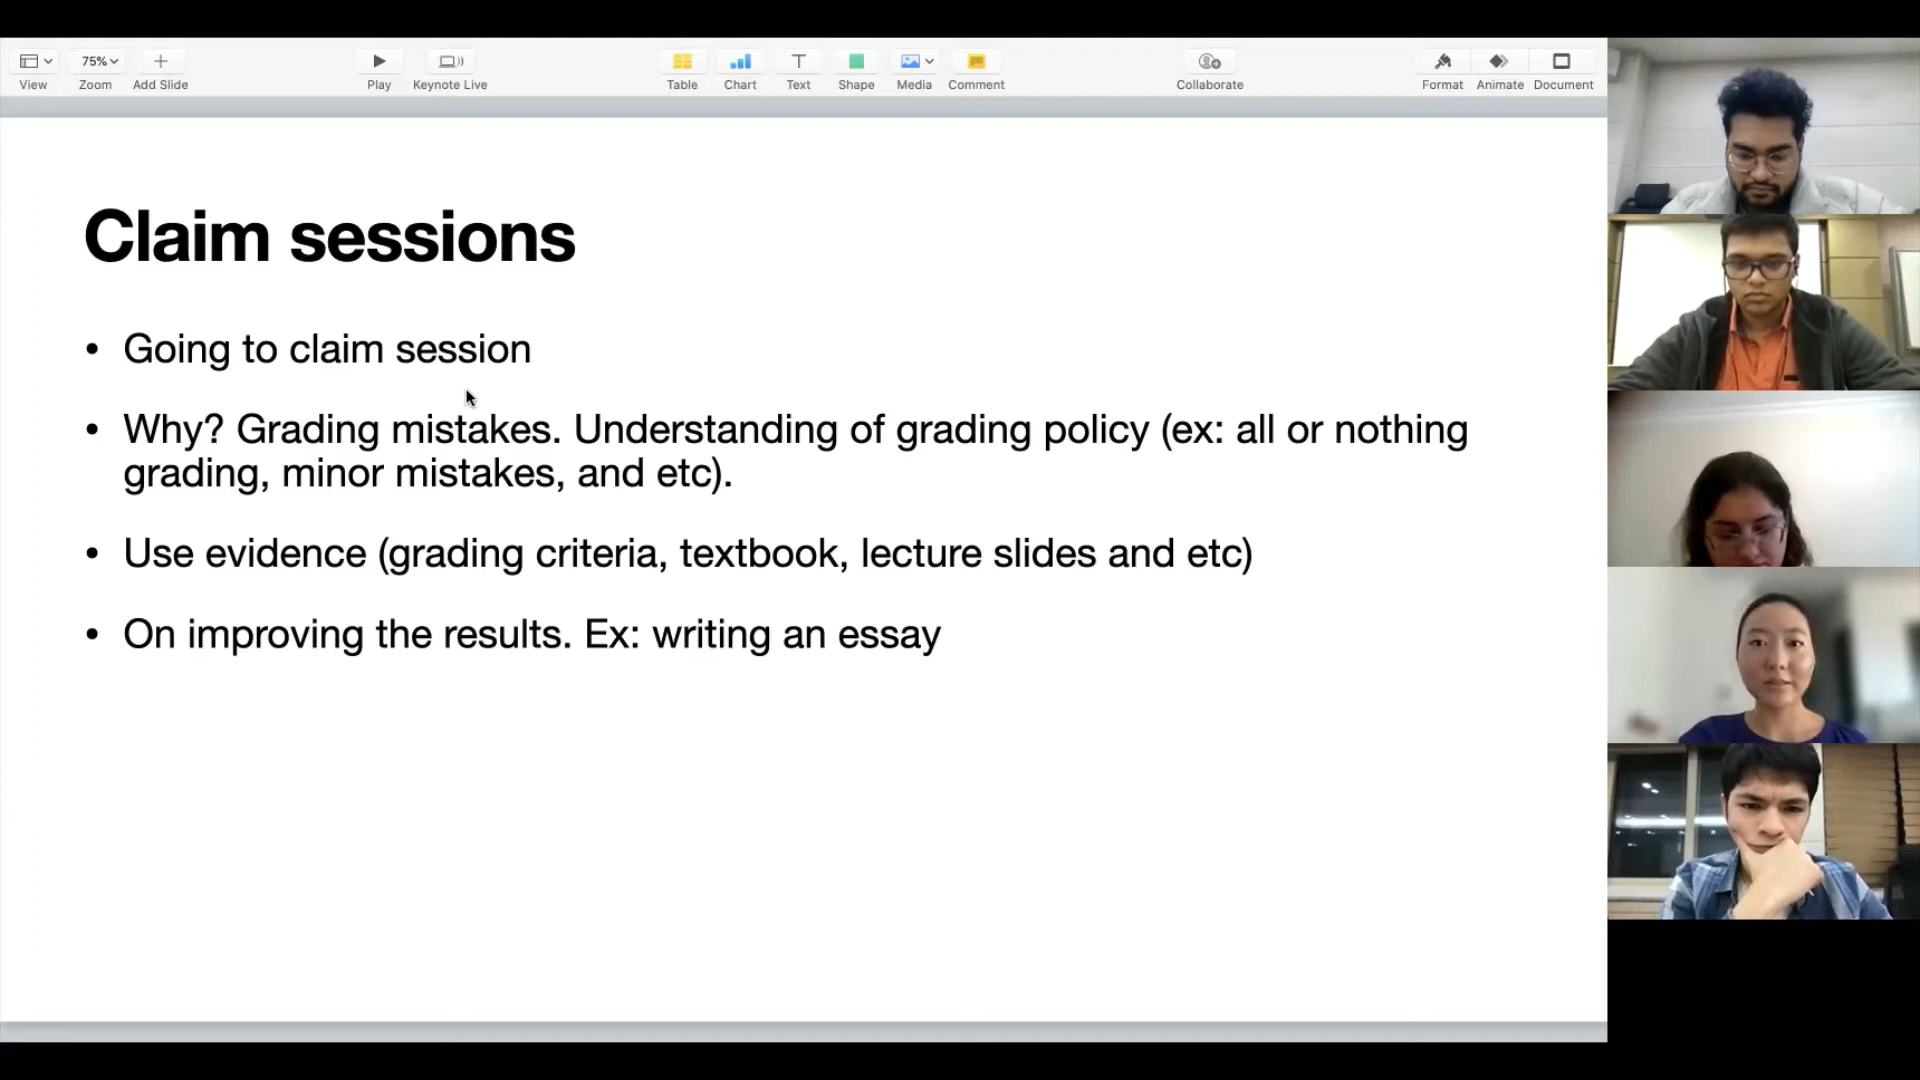 75%
View
Zoom
Add Slide
Play
Keynote Live
Table
Chart
Text
Shape
Media
Comment
Collaborate
Format
Animate
Document
Claim sessions
• Going to claim session
• Why? Grading mistakes. Understanding of grading policy (ex: all or nothing
grading, minor mistakes, and etc).
• Use evidence (grading criteria, textbook, lecture slides and etc)
• On improving the results. Ex: writing an essay